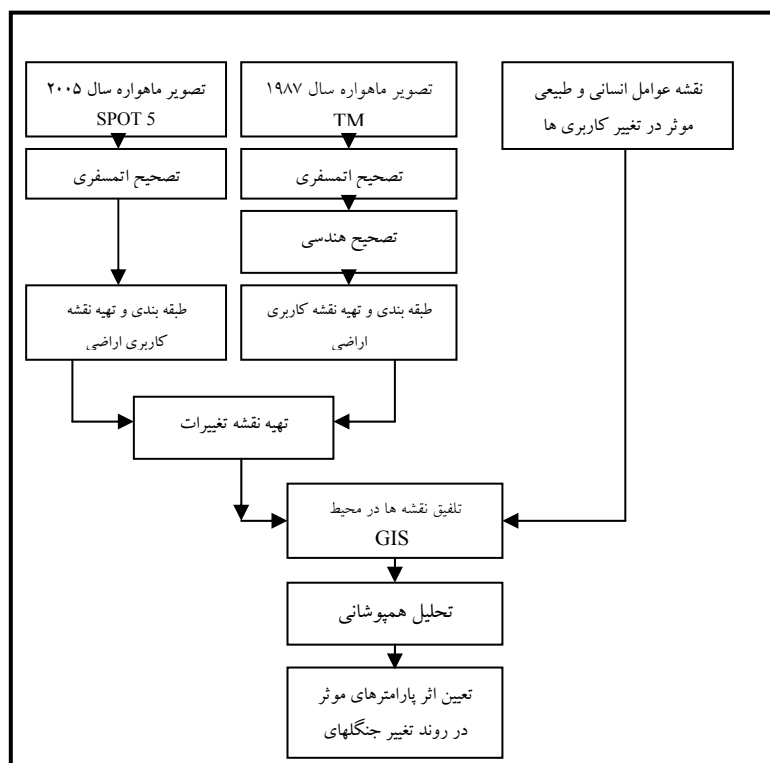 نقشه عوامل انسانی و طبیعی
موثر در تغییر کاربری ها
تصویر ماهواره سال ۱۹۸۷
TM
تصویر ماهواره سال ۲۰۰۵
SPOT 5
تصحیح اتمسفری
تصحیح اتمسفری
تصحیح هندسی
طبقه بندی و تهیه نقشه کاربری
اراضی
طبقه بندی و تهیه نقشه
کاربری اراضی
تهیه نقشه تغییرات
تلفیق نقشه ها در محیط
GIS
تحلیل همپوشانی
تعیین اثر پارامترهای موثر
در روند تغییر جنگلهای